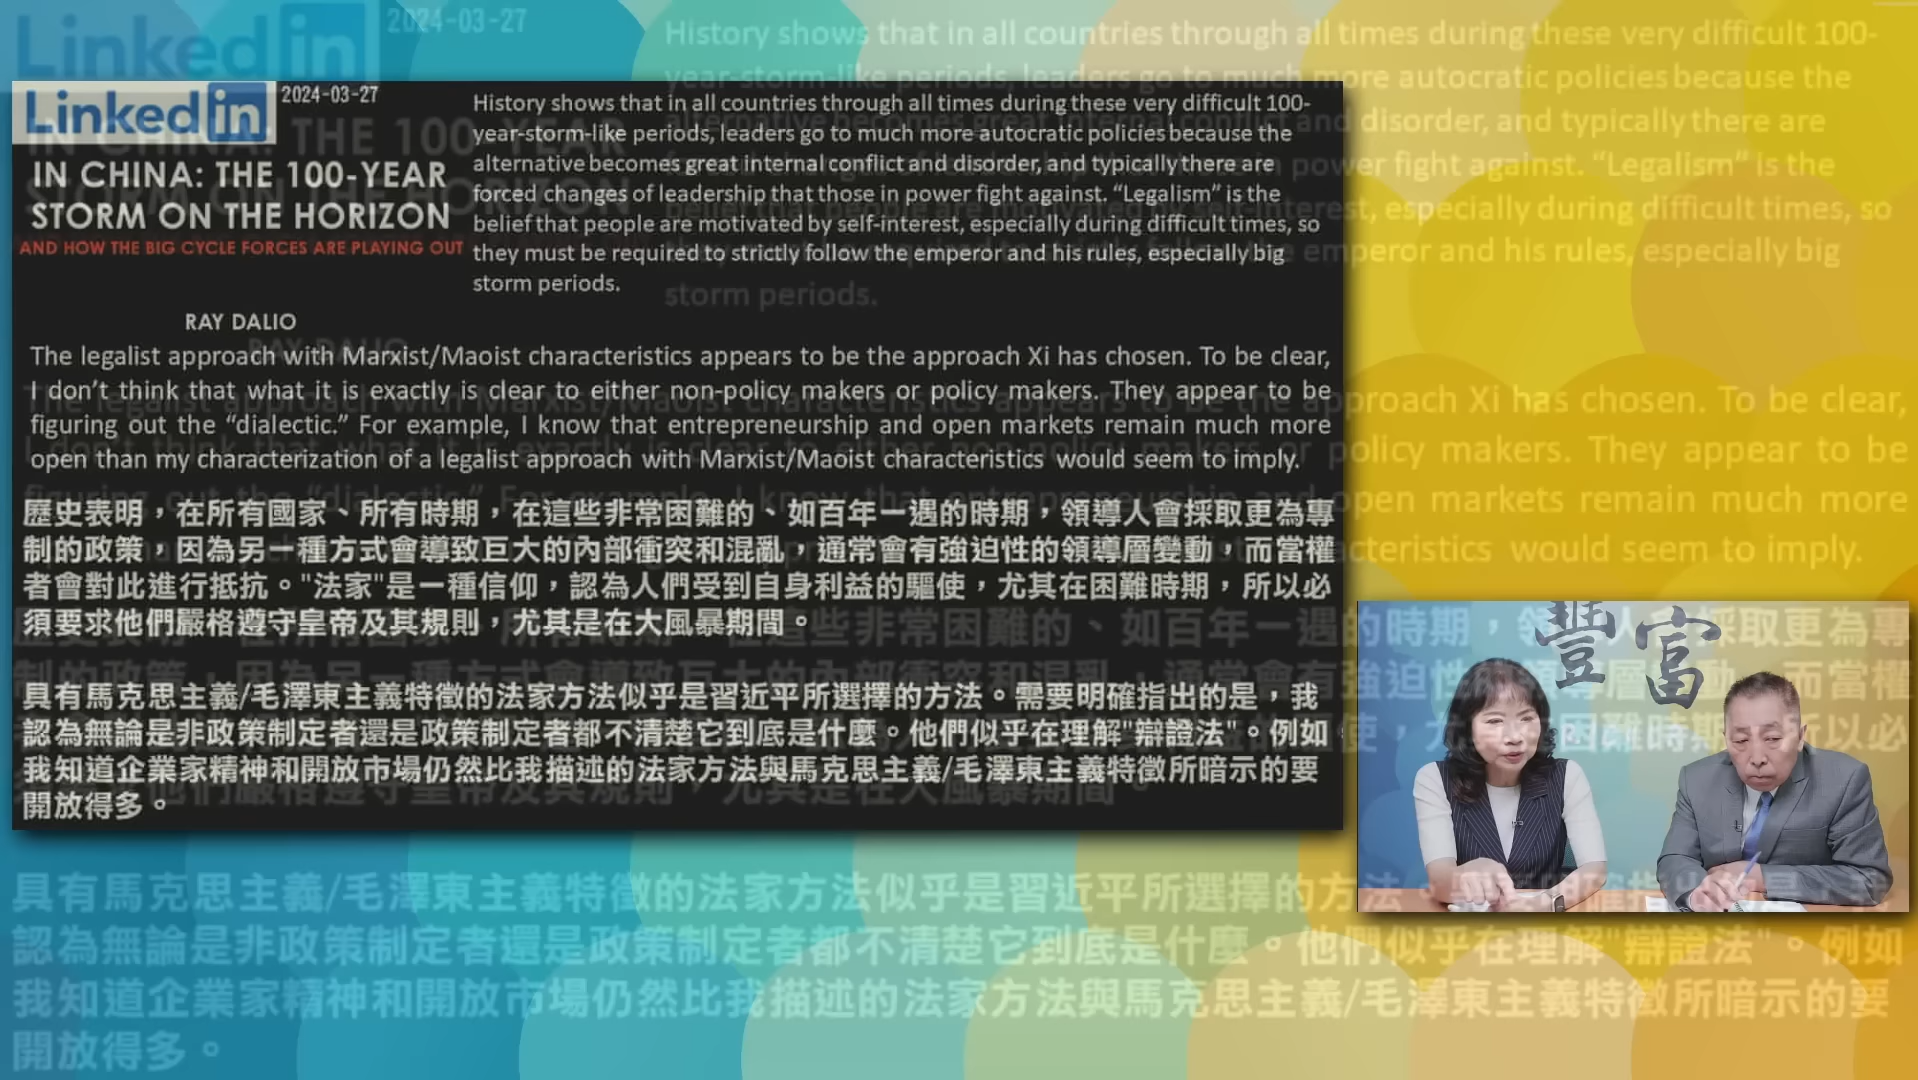 LinkedIn
2024-03-27
IN CHINA: THE 100-YEAR
STORM ON THE HORIZON
AND HOW THE BIG CYCLE FORCES ARE PLAYING OUT
RAY DALIO
History shows that in all countries through all times during these very difficult 100-
year-storm-like periods, leaders go to much more autocratic policies because the
alternative becomes great internal conflict and disorder, and typically there are
forced changes of leadership that those in power fight against. “Legalism” is the
belief that people are motivated by self-interest, especially during difficult times, so
they must be required to strictly follow the emperor and his rules, especially big
storm periods.
The legalist approach with Marxist/Maoist characteristics appears to be the approach Xi has chosen. To be clear,
I don’t think that what it is exactly is clear to either non-policy makers or policy makers. They appear to be
figuring out the “dialectic.” For example, I know that entrepreneurship and open markets remain much more
open than my characterization of a legalist approach with Marxist/Maoist characteristics would seem to imply.
歷史表明，在所有國家、所有時期，在這些非常困難的、如百年一遇的時期，領導人會採取更為專
制的政策，因為另一種方式會導致巨大的內部衝突和混亂，通常會有強迫性的領導層變動，而當權
者會對此進行抵抗。"法家"是一種信仰，認為人們受到自身利益的驅使，尤其在困難時期，所以必
須要求他們嚴格遵守皇帝及其規則，尤其是在大風暴期間。
具有馬克思主義/毛澤東主義特徵的法家方法似乎是習近平所選擇的方法。需要明確指出的是，我
認為無論是非政策制定者還是政策制定者都不清楚它到底是什麼。他們似乎在理解"辯證法"。例如
我知道企業家精神和開放市場仍然比我描述的法家方法與馬克思主義/毛澤東主義特徵所暗示的要
開放得多。
豐富